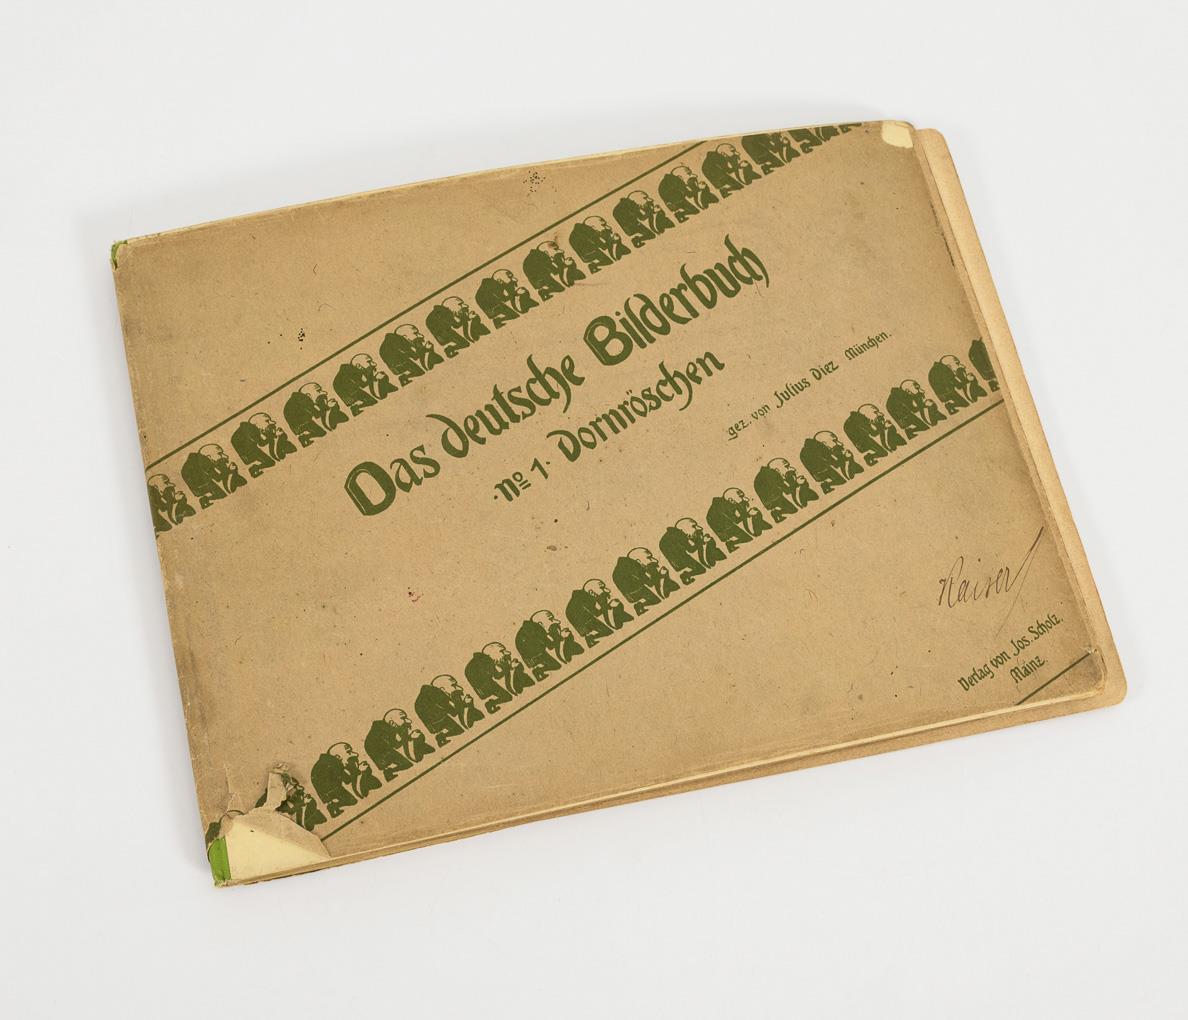 Das deutsche Bilderbuch
·No 1· Dornröschen
gez. von Julius Diez München.
Kaiser
Verlag von Jos. Scholz.
Mainz.